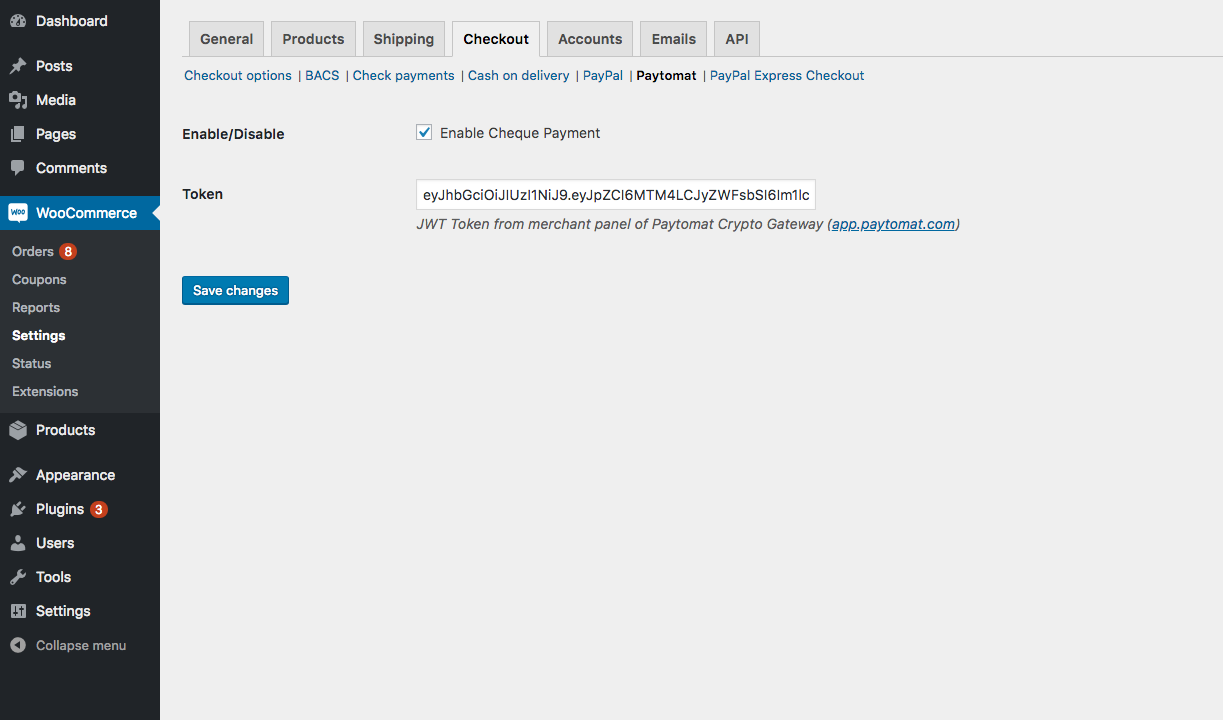 Dashboard
Posts
Media
Pages
Comments
WooCommerce
Orders 8
Coupons
Reports
Settings
Status
Extensions
Products
Appearance
Plugins 3
Users
Tools
Settings
Collapse menu
General Products Shipping Checkout Accounts Emails API
Checkout options | BACS | Check payments | Cash on delivery | PayPal | Paytomat | PayPal Express Checkout
Enable/Disable Enable Cheque Payment
Token eyJhbGciOiJIUzI1NiJ9.eyJpZCI6MTM4LCJyZWFsbSI6Im1lc
JWT Token from merchant panel of Paytomat Crypto Gateway (app.paytomat.com)
Save changes